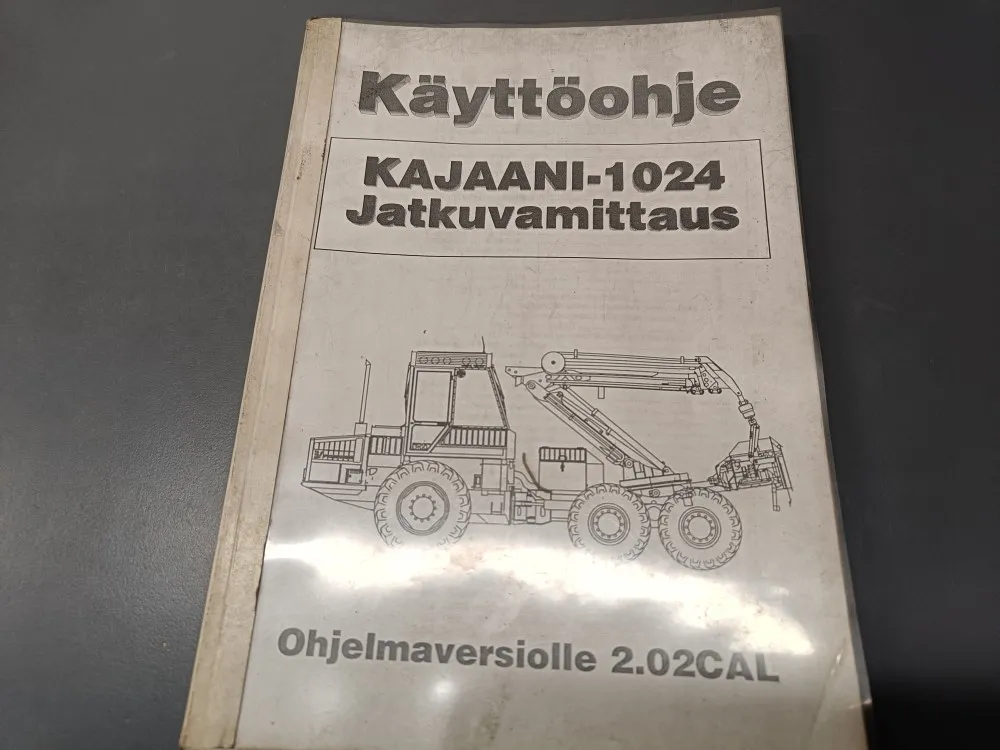 Käyttöohje
KAJAANI-1024
Jatkuvamittaus
Ohjelmaversiolle 2.02CAL